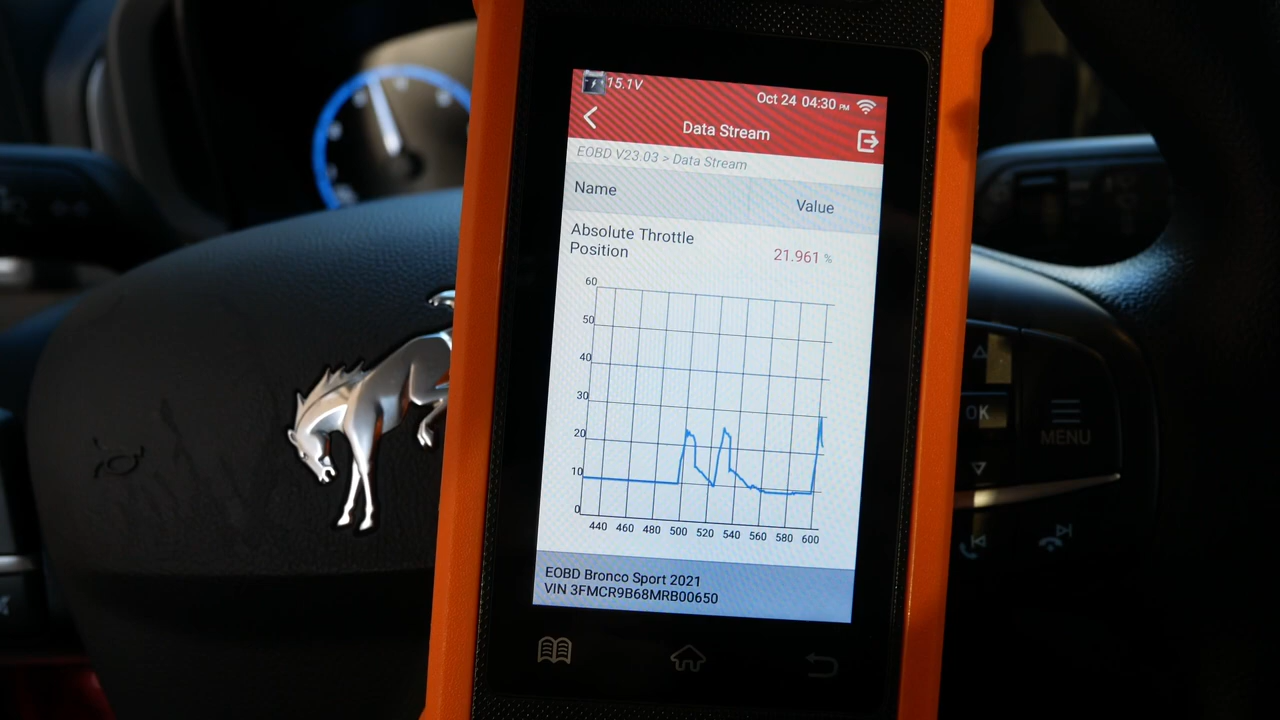 15.1V
Oct 24 04:30 PM
Data Stream
EOBD V23.03 > Data Stream
Name
Value
Absolute Throttle
Position
21.961 %
60
50
40
30
20
10
0
440 460 480 500 520 540 560 580 600
EOBD Bronco Sport 2021
VIN 3FMCR9B68MRB00650
OK
MENU